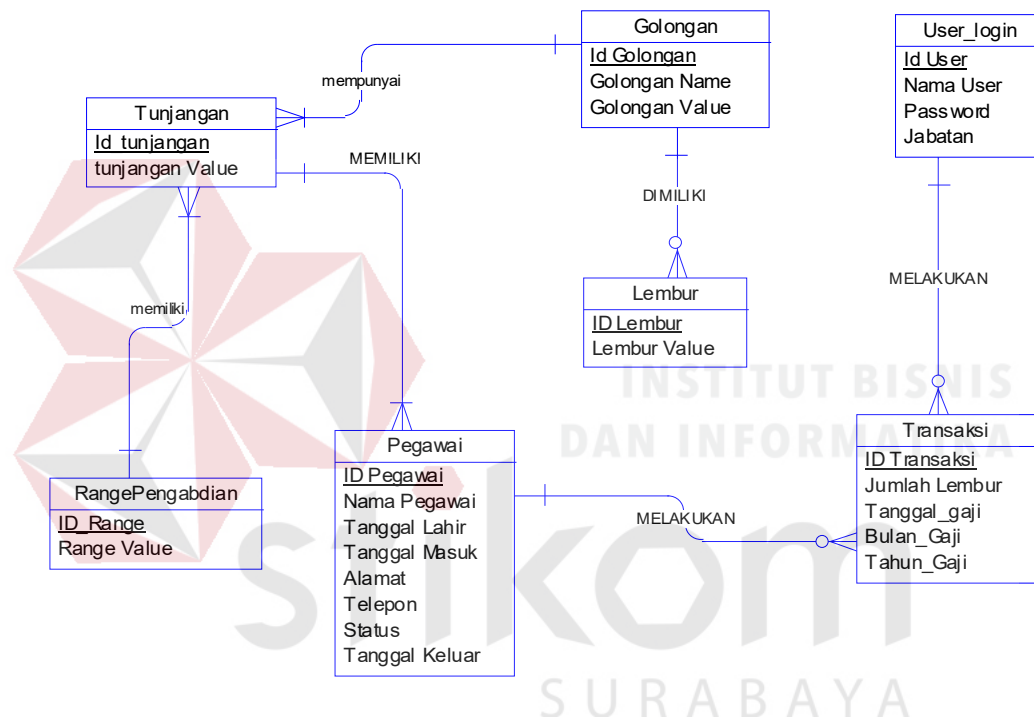 Golongan
Id Golongan
Golongan Name
Golongan Value
User_login
Id User
Nama User
Password
Jabatan
mempunyai
Tunjangan
Id_tunjangan
tunjangan Value
MEMILIKI
DIMILIKI
MELAKUKAN
memiliki
Lembur
ID Lembur
Lembur Value
INSTITUT BISNIS
DAN INFORMATIKA
RangePengabdian
ID_Range
Range Value
Pegawai
ID Pegawai
Nama Pegawai
Tanggal Lahir
Tanggal Masuk
Alamat
Telepon
Status
Tanggal Keluar
MELAKUKAN
Transaksi
ID Transaksi
Jumlah Lembur
Tanggal_gaji
Bulan_Gaji
Tahun_Gaji
stikom
SURABAYA